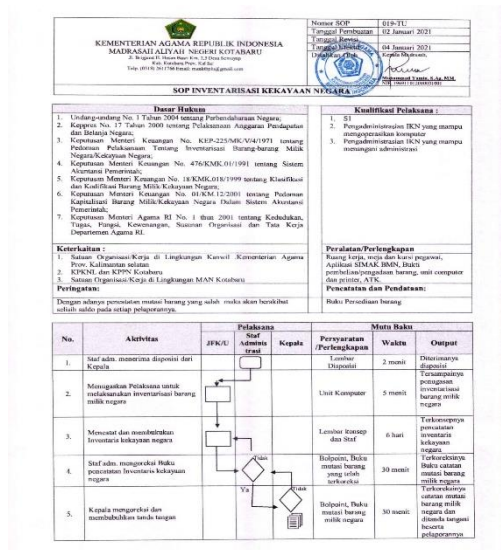 Nomor SOP 019-TU
Tanggal Pembuatan 02 Januari 2021
Tanggal Revisi
Tanggal 04 Januari 2021
Kepala Madrasah,
KEMENTERIAN AGAMA REPUBLIK INDONESIA
MADRASAH ALIYAH NEGERI KOTABARU
SOP INVENTARISASI KEKAYAAN NEGARA
Dasar Hukum
1. Undang-undang No. 1 Tahun 2004 tentang Perbendaharaan Negara;
2. Keppres No. 17 Tahun 2000 tentang Pelaksanaan Anggaran Pendapatan
dan Belanja Negara;
3. Keputusan Menteri Keuangan No. KEP-225/MK/V/4/1971 tentang
Pedoman Pelaksanaan Tentang Inventarisasi Barang-barang Milik
Negara/Kekayaan Negara;
4. Keputusan Menteri Keuangan No. 476/KMK.01/1991 tentang Sistem
Akuntansi Pemerintah;
5. Keputusan Menteri Keuangan No. 18/KMK.018/1999 tentang Klasifikasi
dan Kodifikasi Barang Milik/Kekayaan Negara;
6. Keputusan Menteri Keuangan No. 01/KM.12/2001 tentang Pedoman
Kapitalisasi Barang Milik/Kekayaan Negara Dalam Sistem Akuntansi
Pemerintah;
7. Keputusan Menteri Agama RI No. 1 thun 2001 tentang Kedudukan,
Tugas, Fungsi, Kewenangan, Susunan Organisasi dan Tata Kerja
Departemen Agama RI.
Kualifikasi Pelaksana :
1. S1
2. Pengadministrasian IKN yang mampu
mengoperasikan komputer
3. Pengadministrasian IKN yang mampu
menangani administrasi
Keterkaitan :
1. Satuan Organisasi/Kerja di Lingkungan Kanwil .Kementerian Agama
Prov. Kalimantan selatan
2. KPKNL dan KPPN Kotabaru
3. Satuan Organisasi/Kerja di Lingkungan MAN Kotabaru
Peralatan/Perlengkapan
Ruang kerja, meja dan kursi pegawai,
Aplikasi SIMAK BMN, Bukti
pembelian/pengadaan barang, unit computer
dan printer, ATK.
Peringatan:
Dengan adanya pencatatan mutasi barang yang salah maka akan berakibat
selisih saldo pada setiap pelaporannya.
Pencatatan dan Pendataan:
Buku Persediaan barang
No. Aktivitas Pelaksana Mutu Baku
JFK/U Staf Adminis trasi Kepala Persyaratan /Perlengkapan Waktu Output
1. Staf adm. menerima disposisi dari
Kepala
Lembar
Disposisi
2 menit
Diterimanya
disposisi
2. Menugaskan Pelaksana untuk
melaksanakan inventarisasi barang
milik negara
Unit Komputer
5 menit
Tersampainya
penugasan
inventarisasi
barang milik
negara
3. Mencatat dan membukukan
Inventaris kekayaan negara
Lembar konsep
dan Staf
6 hari
Terkonsepnya
pencatatan
inventaris
kekayaan
negara
4. Staf adm. mengoreksi Buku
pencatatan Inventaris kekayaan
negara
Tidak
Ya
Bolpoint, Buku
mutasi barang
yang telah
terkoreksi
30 menit
Terkoreksinya
Buku catatan
mutasi barang
milik negara
5. Kepala mengoreksi dan
membubuhkan tanda tangan
Tidak
Bolpoint, Buku
mutasi barang
milik negara
30 menit
Terkoreksinya
catatan mutasi
barang milik
negara dan
ditanda tangani
beserta
pelaporannya